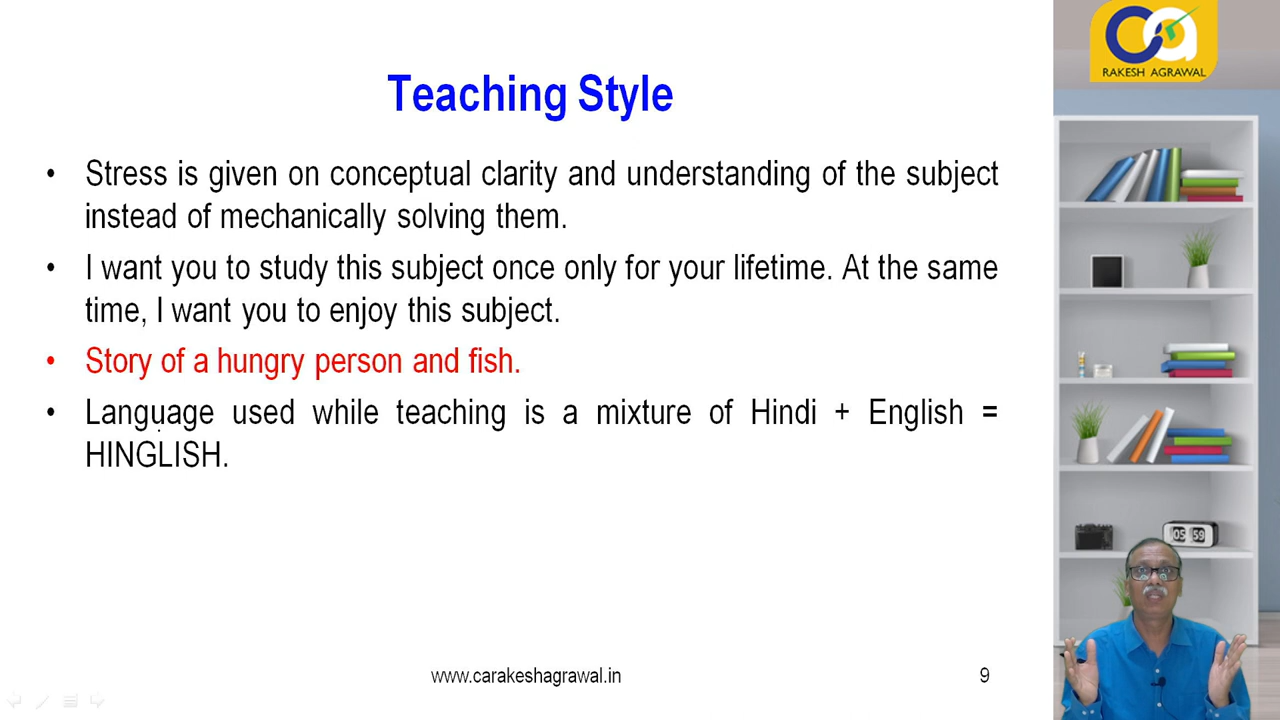 Teaching Style
• Stress is given on conceptual clarity and understanding of the subject
instead of mechanically solving them.
• I want you to study this subject once only for your lifetime. At the same
time, I want you to enjoy this subject.
• Story of a hungry person and fish.
• Language used while teaching is a mixture of Hindi + English =
HINGLISH.
www.carakeshagrawal.in
9
ca
RAKESH AGRAWAL
05 59